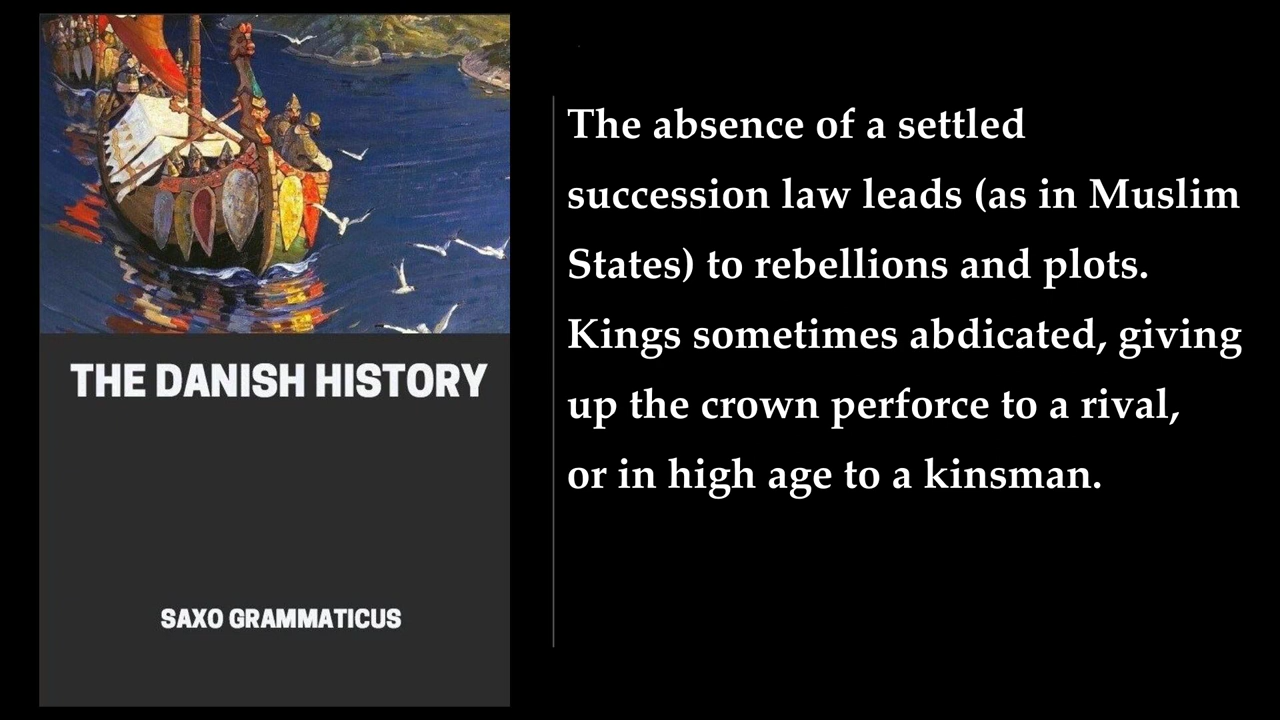 THE DANISH HISTORY
SAXO GRAMMATICUS
The absence of a settled
succession law leads (as in Muslim
States) to rebellions and plots.
Kings sometimes abdicated, giving
up the crown perforce to a rival,
or in high age to a kinsman.